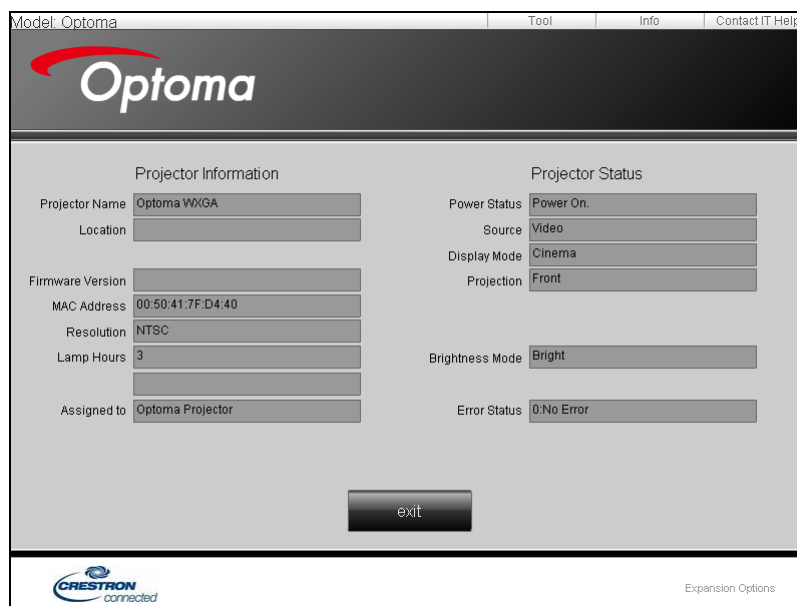 Model: Optoma
Tool
Info
Contact IT Help
Optoma
Projector Information
Projector Name Optoma WXGA
Location
Firmware Version
MAC Address 00:50:41:7F:D4:40
Resolution NTSC
Lamp Hours 3
Assigned to Optoma Projector
Projector Status
Power Status Power On.
Source Video
Display Mode Cinema
Projection Front
Brightness Mode Bright
Error Status 0:No Error
exit
CRESTRON
connected
Expansion Options